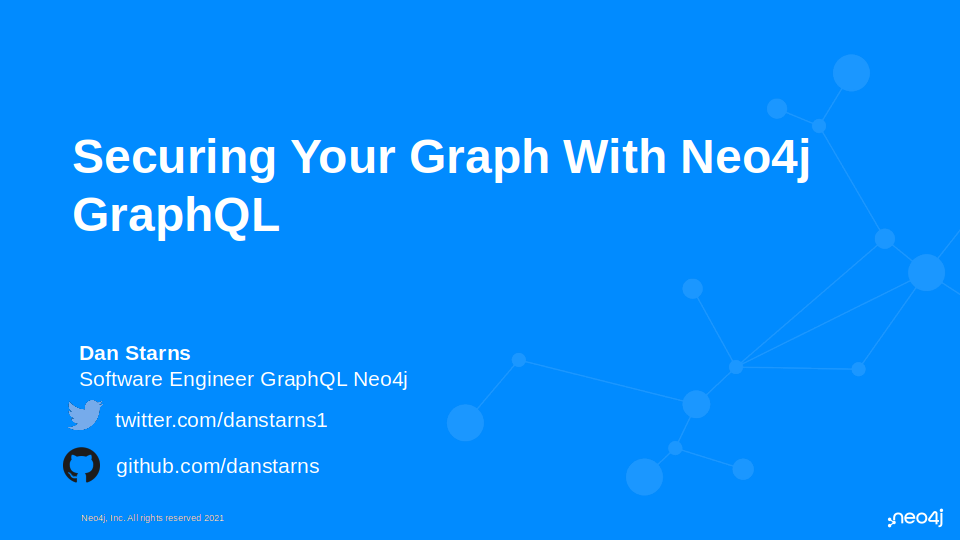 Securing Your Graph With Neo4j
GraphQL
Dan Starns
Software Engineer GraphQL Neo4j
twitter.com/danstarns1
github.com/danstarns
Neo4j, Inc. All rights reserved 2021
neo4j